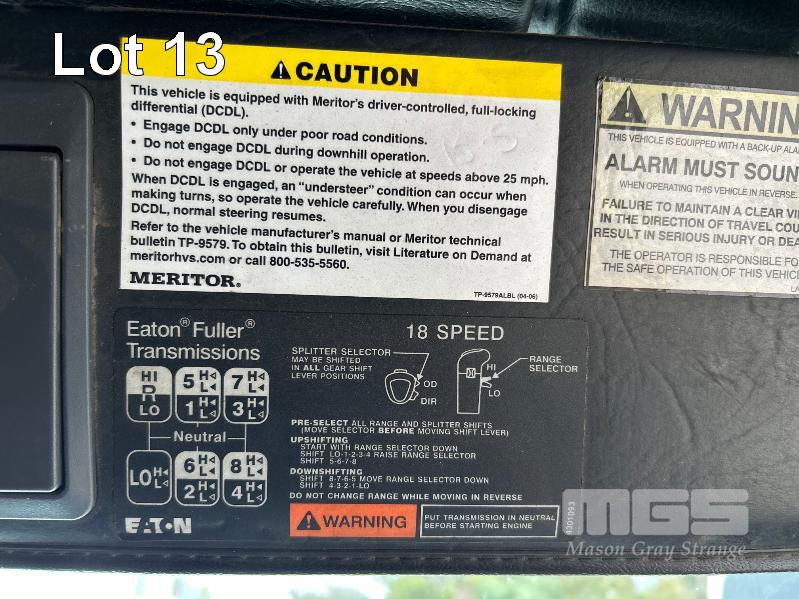 Lot 13
CAUTION
This vehicle is equipped with Meritor's driver-controlled, full-locking
differential (DCDL).
• Engage DCDL only under poor road conditions.
• Do not engage DCDL during downhill operation.
• Do not engage DCDL or operate the vehicle at speeds above 25 mph.
When DCDL is engaged, an "understeer" condition can occur when
making turns, so operate the vehicle carefully. When you disengage
DCDL, normal steering resumes.
Refer to the vehicle manufacturer's manual or Meritor technical
bulletin TP-9579. To obtain this bulletin, visit Literature on Demand at
meritorhvs.com or call 800-535-5560.
MERITOR.
TP-9579ALBL (04-06)
WARNIN
THIS VEHICLE IS EQUIPPED WITH A BACK-UP ALA
ALARM MUST SOUN
WHEN OPERATING THIS VEHICLE IN REVERSE.
FAILURE TO MAINTAIN A CLEAR VI
IN THE DIRECTION OF TRAVEL COU
RESULT IN SERIOUS INJURY OR DEA
THE OPERATOR IS RESPONSIBLE FO
THE SAFE OPERATION OF THIS VEHIC
Eaton® Fuller®
Transmissions
18 SPEED
SPLITTER SELECTOR
MAY BE SHIFTED
IN ALL GEAR SHIFT
LEVER POSITIONS
OD
DIR
HI
LO
RANGE
SELECTOR
HI
R
LO
5 H L
1 H L
7 H L
3 H L
Neutral
LO H L
6 H L
2 H L
8 H L
4 H L
PRE-SELECT ALL RANGE AND SPLITTER SHIFTS
(MOVE SELECTOR BEFORE MOVING SHIFT LEVER)
UPSHIFTING
START WITH RANGE SELECTOR DOWN
SHIFT LO-1-2-3-4 RAISE RANGE SELECTOR
SHIFT 5-6-7-8
DOWNSHIFTING
SHIFT 8-7-6-5 MOVE RANGE SELECTOR DOWN
SHIFT 4-3-2-1-LO
DO NOT CHANGE RANGE WHILE MOVING IN REVERSE
EATON
WARNING
PUT TRANSMISSION IN NEUTRAL
BEFORE STARTING ENGINE
MGS
Mason Gray Strange